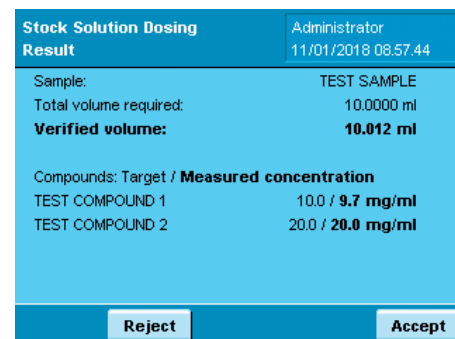 Stock Solution Dosing Administrator
Result 11/01/2018 08.57.44
Sample: TEST SAMPLE
Total volume required: 10.0000 ml
Verified volume: 10.012 ml
Compounds: Target / Measured concentration
TEST COMPOUND 1 10.0 / 9.7 mg/ml
TEST COMPOUND 2 20.0 / 20.0 mg/ml
Reject Accept